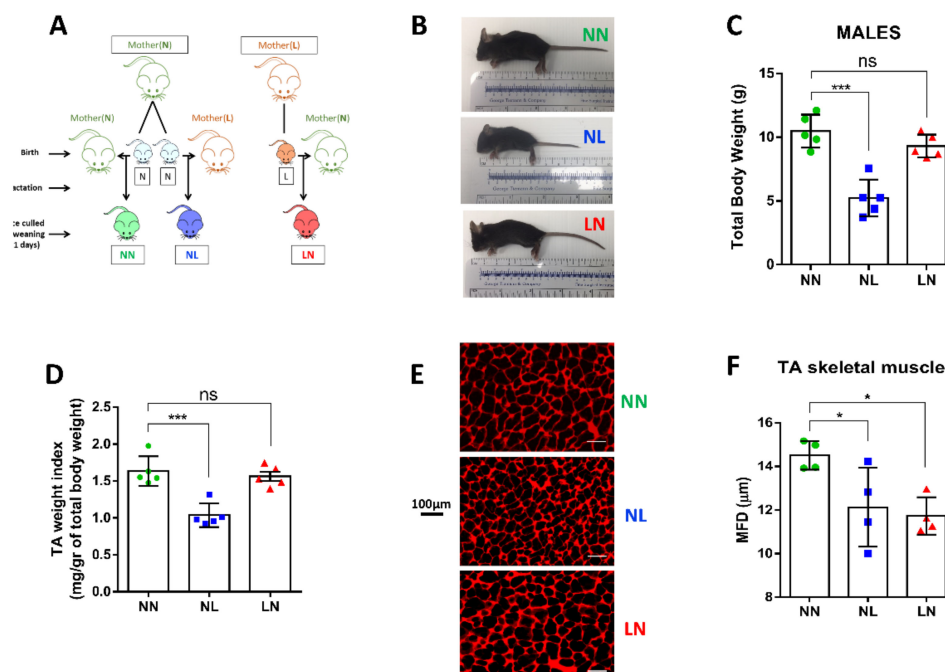 A
Mother(N)
Mother(L)
Mother(N)
Mother(L)
Mother(N)
Birth
N
N
L
actation
ce culled
weaning
1 days)
NN
NL
LN
B
NN
NL
LN
C
MALES
ns
***
Total Body Weight (g)
15
10
5
0
NN
NL
LN
D
ns
***
TA weight index
(mg/gr of total body weight)
2.5
2.0
1.5
1.0
0.5
0.0
NN
NL
LN
E
NN
100µm
NL
LN
F
TA skeletal muscle
*
*
MFD (µm)
16
14
12
10
8
NN
NL
LN